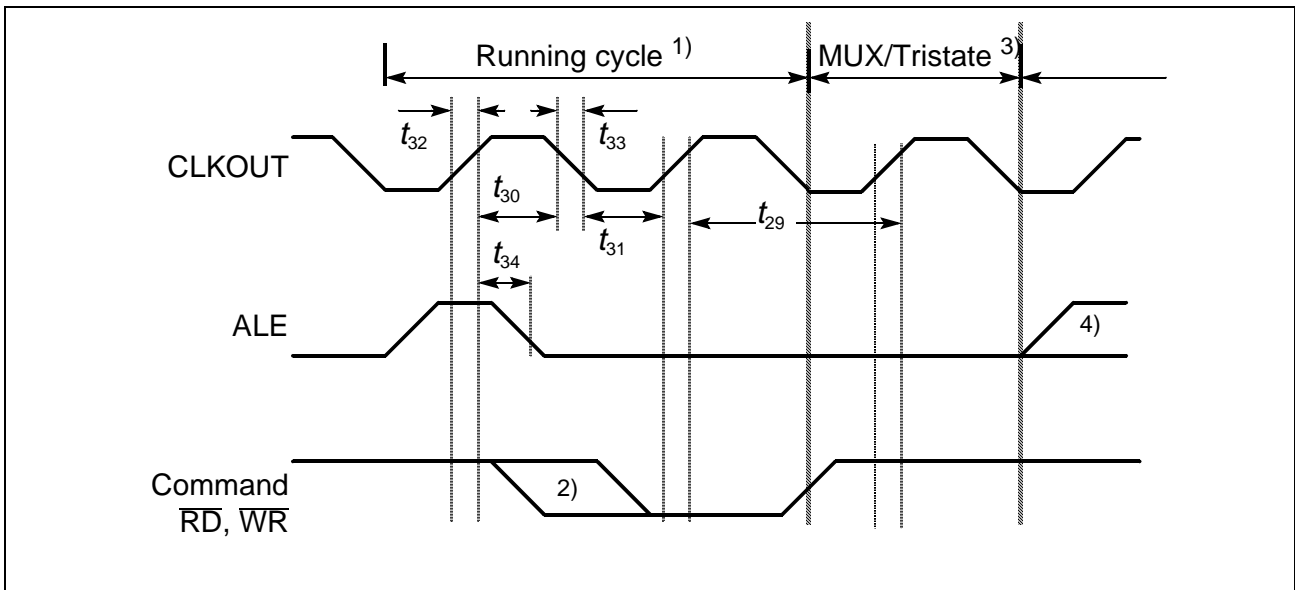 Running cycle 1)
MUX/Tristate 3)
t32
t33
CLKOUT
t30
t31
t29
t34
ALE
4)
Command
RD, WR
2)